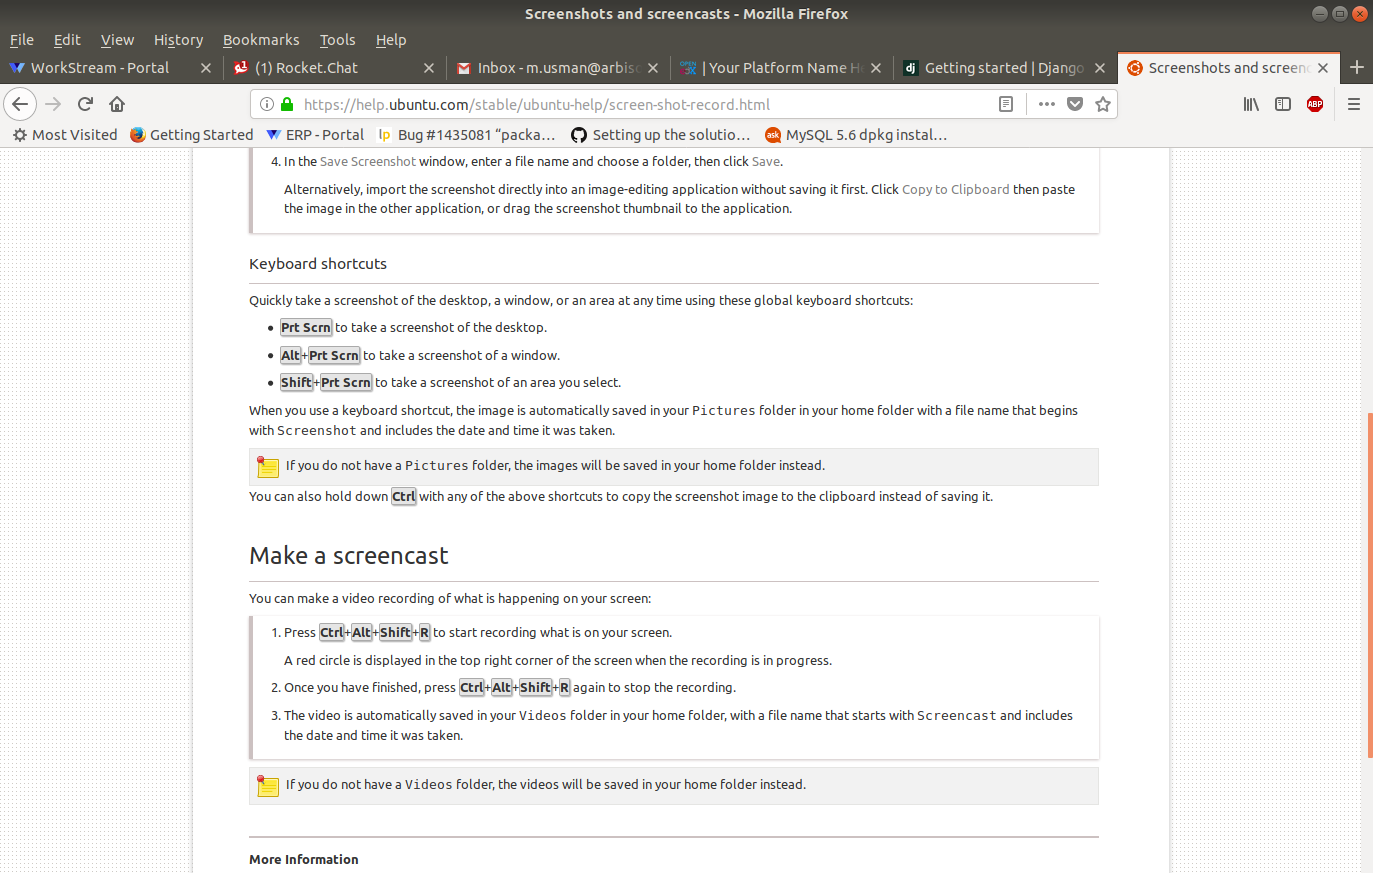 Screenshots and screencasts - Mozilla Firefox
File Edit View History Bookmarks Tools Help
WorkStream - Portal (1) Rocket.Chat Inbox - m.usman@arbisc | Your Platform Name Ho Getting started | Django Screenshots and screenc
https://help.ubuntu.com/stable/ubuntu-help/screen-shot-record.html ABP
Most Visited Getting Started ERP - Portal lp Bug #1435081 “packa… Setting up the solutio… ask MySQL 5.6 dpkg instal…
4. In the Save Screenshot window, enter a file name and choose a folder, then click Save.
Alternatively, import the screenshot directly into an image-editing application without saving it first. Click Copy to Clipboard then paste
the image in the other application, or drag the screenshot thumbnail to the application.
Keyboard shortcuts
Quickly take a screenshot of the desktop, a window, or an area at any time using these global keyboard shortcuts:
• Prt Scrn to take a screenshot of the desktop.
• Alt+Prt Scrn to take a screenshot of a window.
• Shift+Prt Scrn to take a screenshot of an area you select.
When you use a keyboard shortcut, the image is automatically saved in your Pictures folder in your home folder with a file name that begins
with Screenshot and includes the date and time it was taken.
If you do not have a Pictures folder, the images will be saved in your home folder instead.
You can also hold down Ctrl with any of the above shortcuts to copy the screenshot image to the clipboard instead of saving it.
Make a screencast
You can make a video recording of what is happening on your screen:
1. Press Ctrl+Alt+Shift+R to start recording what is on your screen.
A red circle is displayed in the top right corner of the screen when the recording is in progress.
2. Once you have finished, press Ctrl+Alt+Shift+R again to stop the recording.
3. The video is automatically saved in your Videos folder in your home folder, with a file name that starts with Screencast and includes
the date and time it was taken.
If you do not have a Videos folder, the videos will be saved in your home folder instead.
More Information